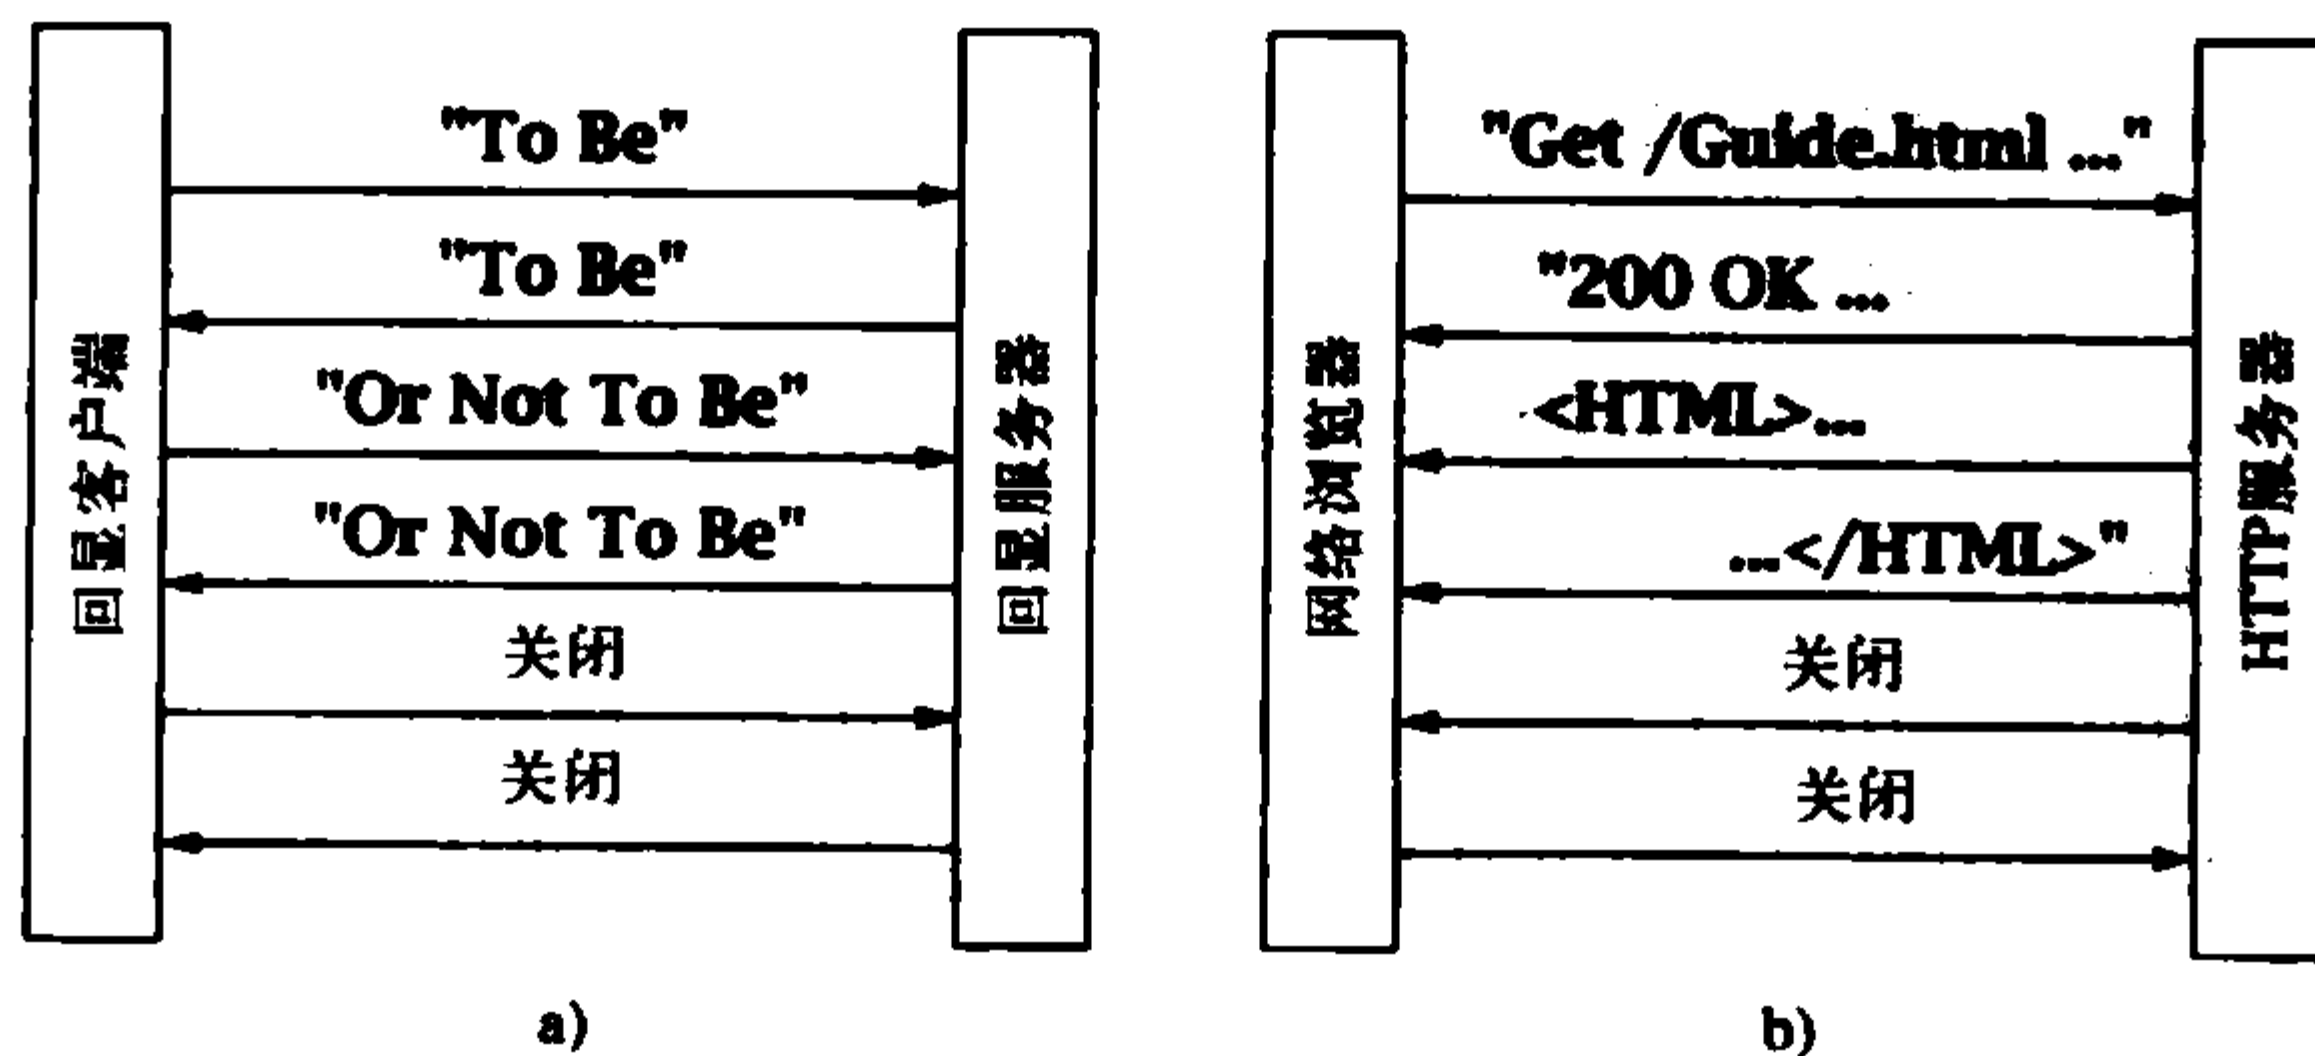 回显客户端
"To Be"
"To Be"
"Or Not To Be"
"Or Not To Be"
关闭
关闭
回显服务器
a)
网络浏览器
"Get /Guide.html ..."
"200 OK ...
<HTML>...
...</HTML>"
关闭
关闭
HTTP服务器
b)